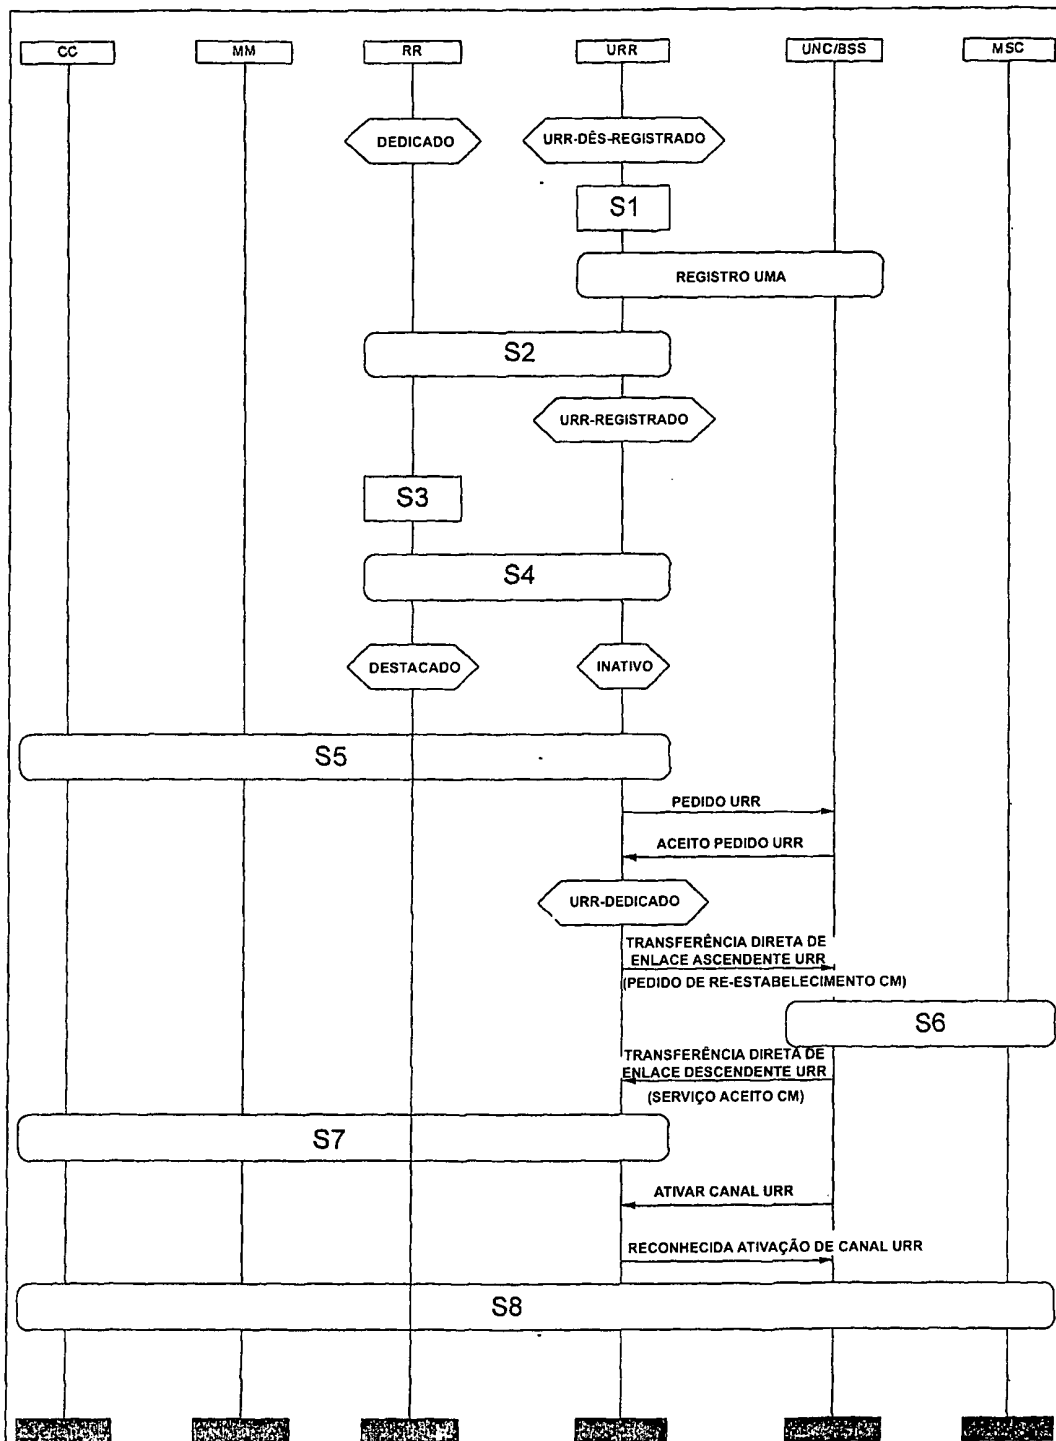 CC
MM
RR
URR
UNC/BSS
MSC
DEDICADO
URR-DÊS-REGISTRADO
S1
REGISTRO UMA
S2
URR-REGISTRADO
S3
S4
DESTACADO
INATIVO
S5
PEDIDO URR
ACEITO PEDIDO URR
URR-DEDICADO
TRANSFERÊNCIA DIRETA DE
ENLACE ASCENDENTE URR
(PEDIDO DE RE-ESTABELECIMENTO CM)
S6
TRANSFERÊNCIA DIRETA DE
ENLACE DESCENDENTE URR
(SERVIÇO ACEITO CM)
S7
ATIVAR CANAL URR
RECONHECIDA ATIVAÇÃO DE CANAL URR
S8